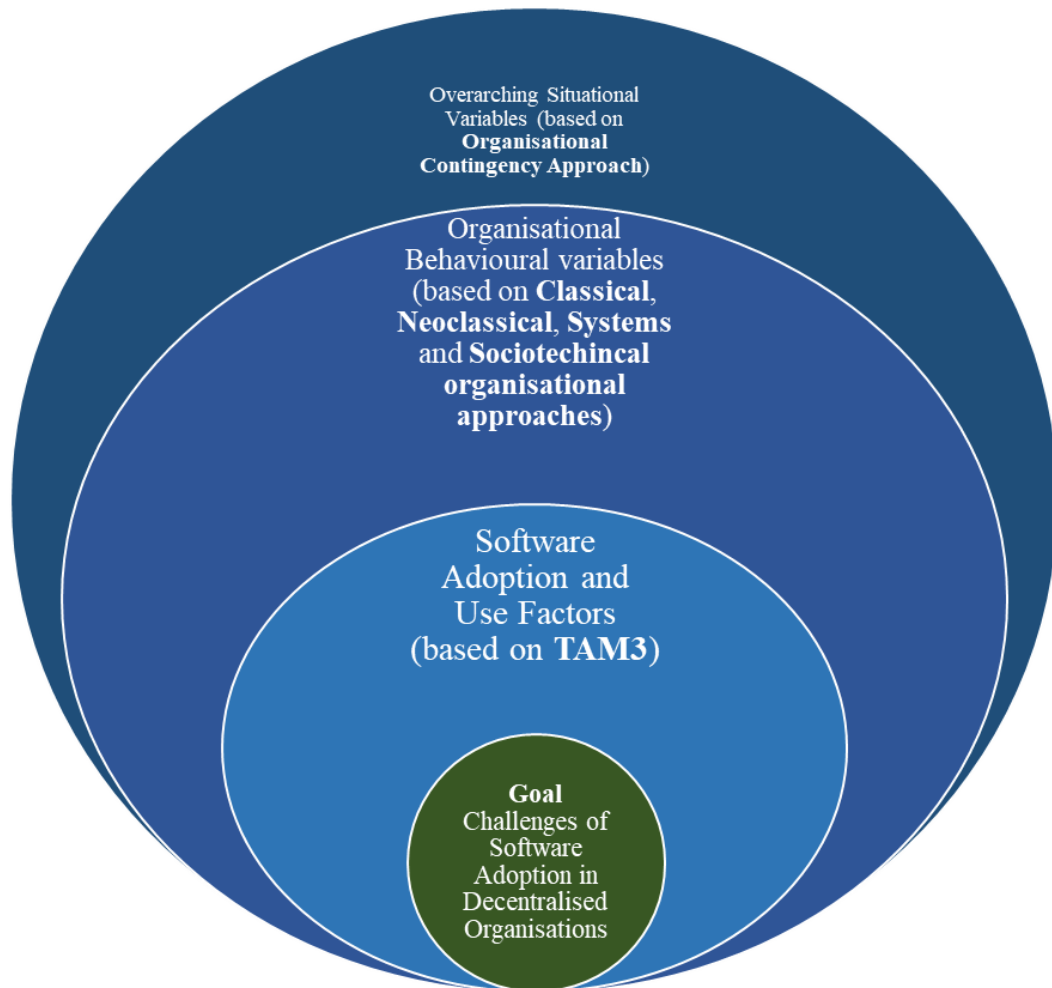 Overarching Situational
Variables (based on
Organisational
Contingency Approach)
Organisational
Behavioural variables
(based on Classical,
Neoclassical, Systems
and Sociotechincal
organisational
approaches)
Software
Adoption and
Use Factors
(based on TAM3)
Goal
Challenges of
Software
Adoption in
Decentralised
Organisations